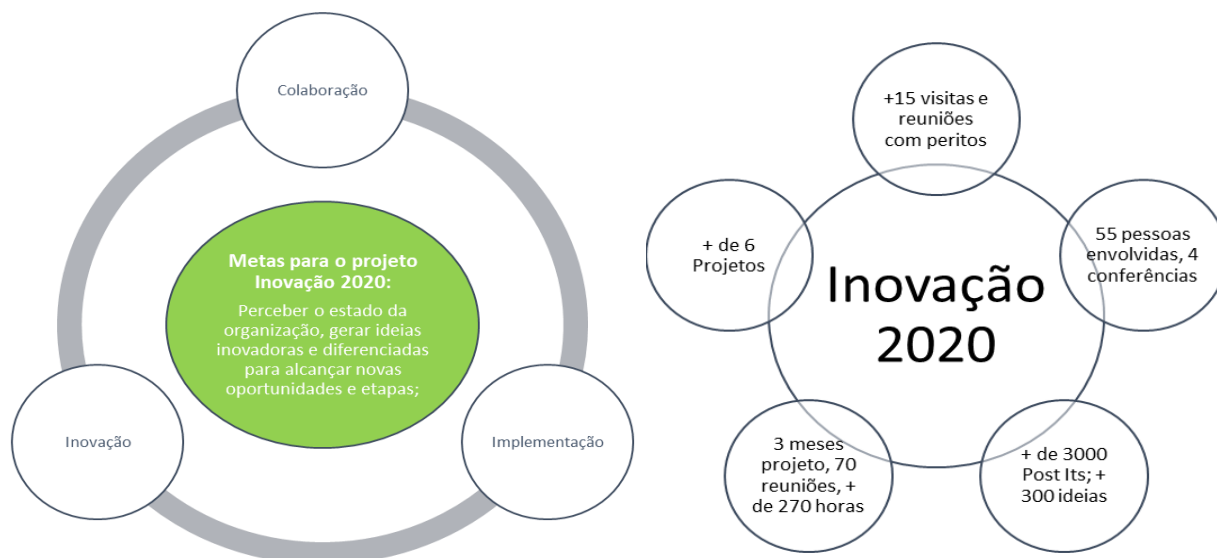 Colaboração
Metas para o projeto
Inovação 2020:
Perceber o estado da
organização, gerar ideias
inovadoras e diferenciadas
para alcançar novas
oportunidades e etapas;
Inovação
Implementação
+15 visitas e
reuniões
com peritos
+ de 6
Projetos
55 pessoas
envolvidas, 4
conferências
Inovação
2020
3 meses
projeto, 70
reuniões, +
de 270 horas
+ de 3000
Post Its; +
300 ideias